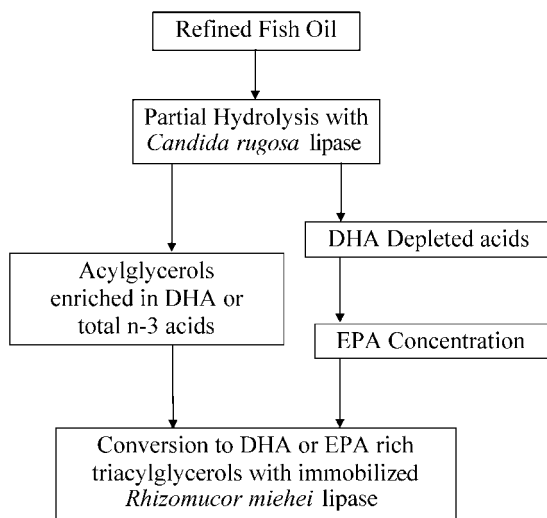 Refined Fish Oil
Partial Hydrolysis with
Candida rugosa lipase
Acylglycerols
enriched in DHA or
total n-3 acids
DHA Depleted acids
EPA Concentration
Conversion to DHA or EPA rich
triacylglycerols with immobilized
Rhizomucor miehei lipase